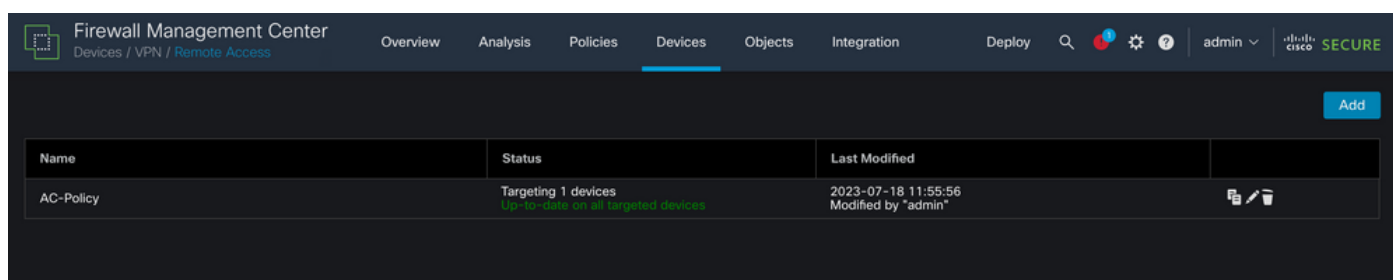 Firewall Management Center
Devices / VPN / Remote Access
Overview Analysis Policies Devices Objects Integration Deploy 1 ? admin cisco SECURE
Add
Name Status Last Modified
AC-Policy Targeting 1 devices 2023-07-18 11:55:56
Up-to-date on all targeted devices Modified by "admin"